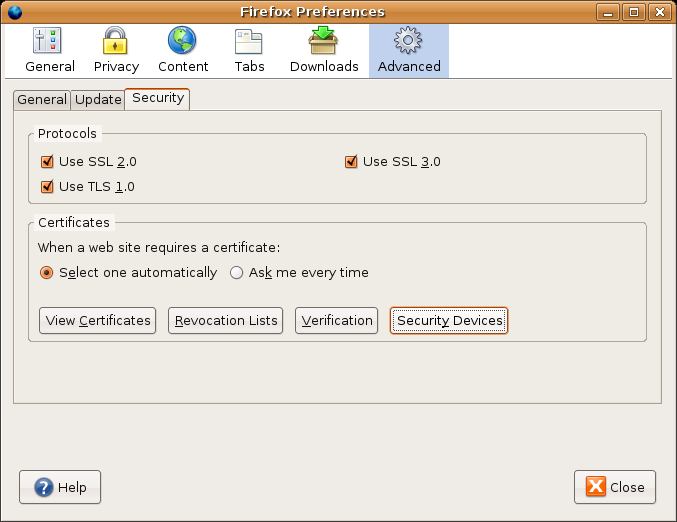 Firefox Preferences
General Privacy Content Tabs Downloads Advanced
General Update Security
Protocols
Use SSL 2.0 Use SSL 3.0
Use TLS 1.0
Certificates
When a web site requires a certificate:
Select one automatically Ask me every time
View Certificates Revocation Lists Verification Security Devices
Help Close